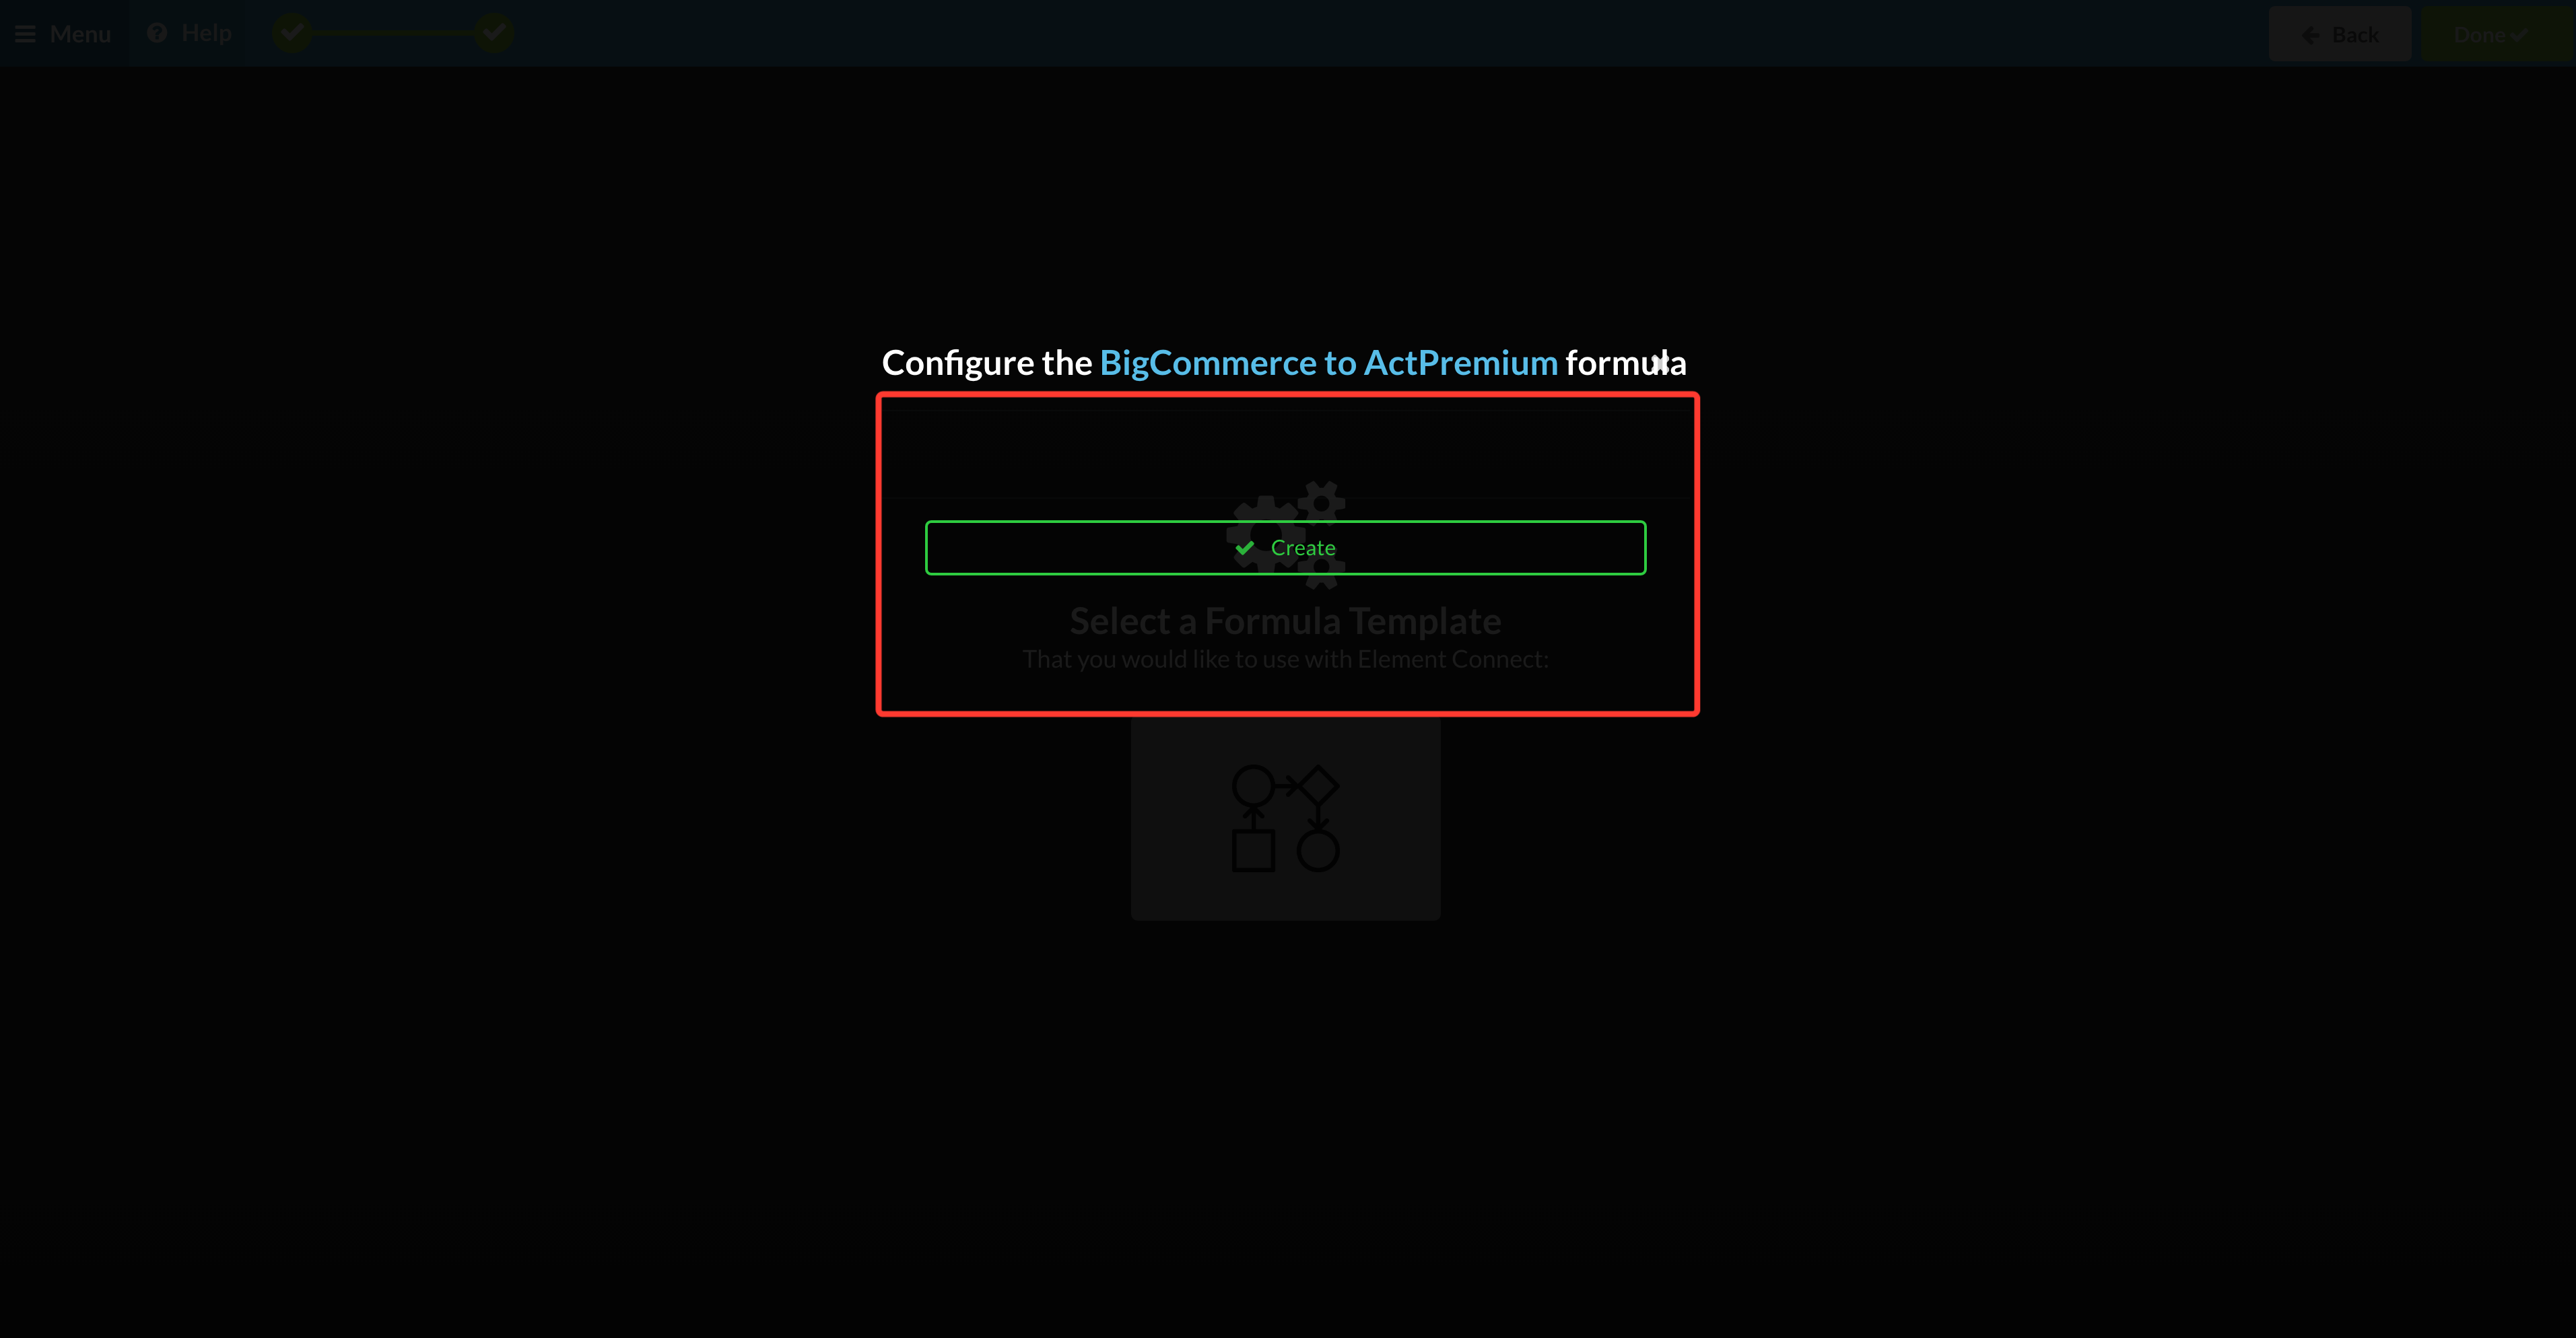 Menu
Help
Back
Done
Configure the BigCommerce to ActPremium formula
Create
Select a Formula Template
That you would like to use with Element Connect: